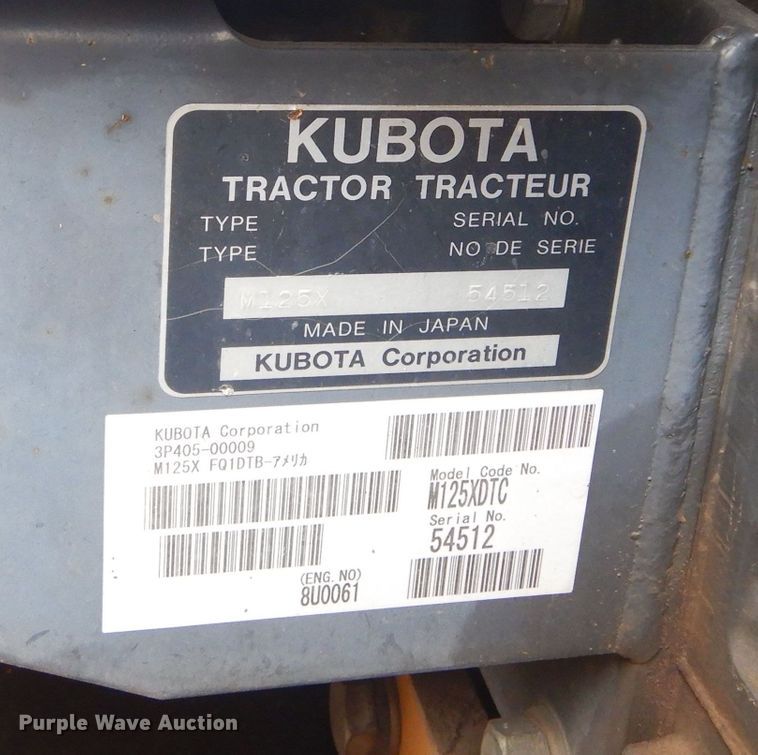 KUBOTA
TRACTOR TRACTEUR
TYPE SERIAL NO.
TYPE NO DE SERIE
M125X 54512
MADE IN JAPAN
KUBOTA Corporation
KUBOTA Corporation
3P405-00009
M125X FQ1DTB-アメリカ
Model Code No.
M125XDTC
Serial No.
54512
(ENG. NO)
8U0061
Purple Wave Auction